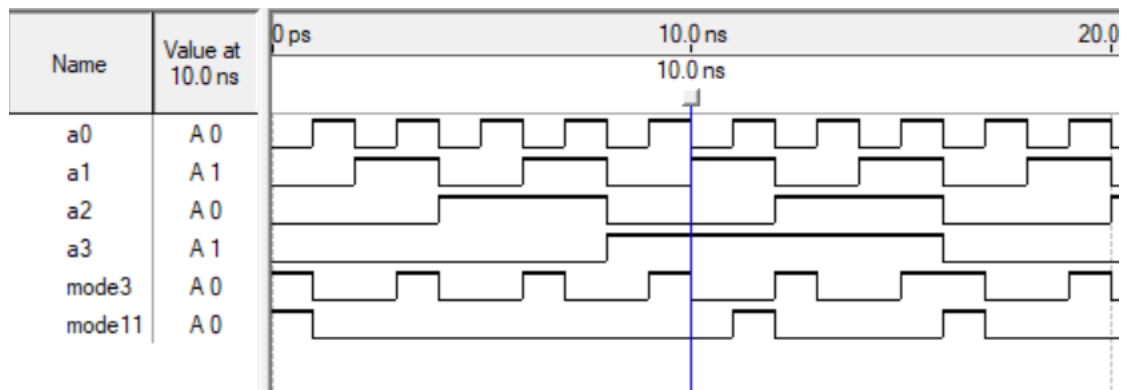 Name
Value at
10.0 ns
0 ps
10.0 ns
20.0
10.0 ns
a0 A 0
a1 A 1
a2 A 0
a3 A 1
mode3 A 0
mode11 A 0